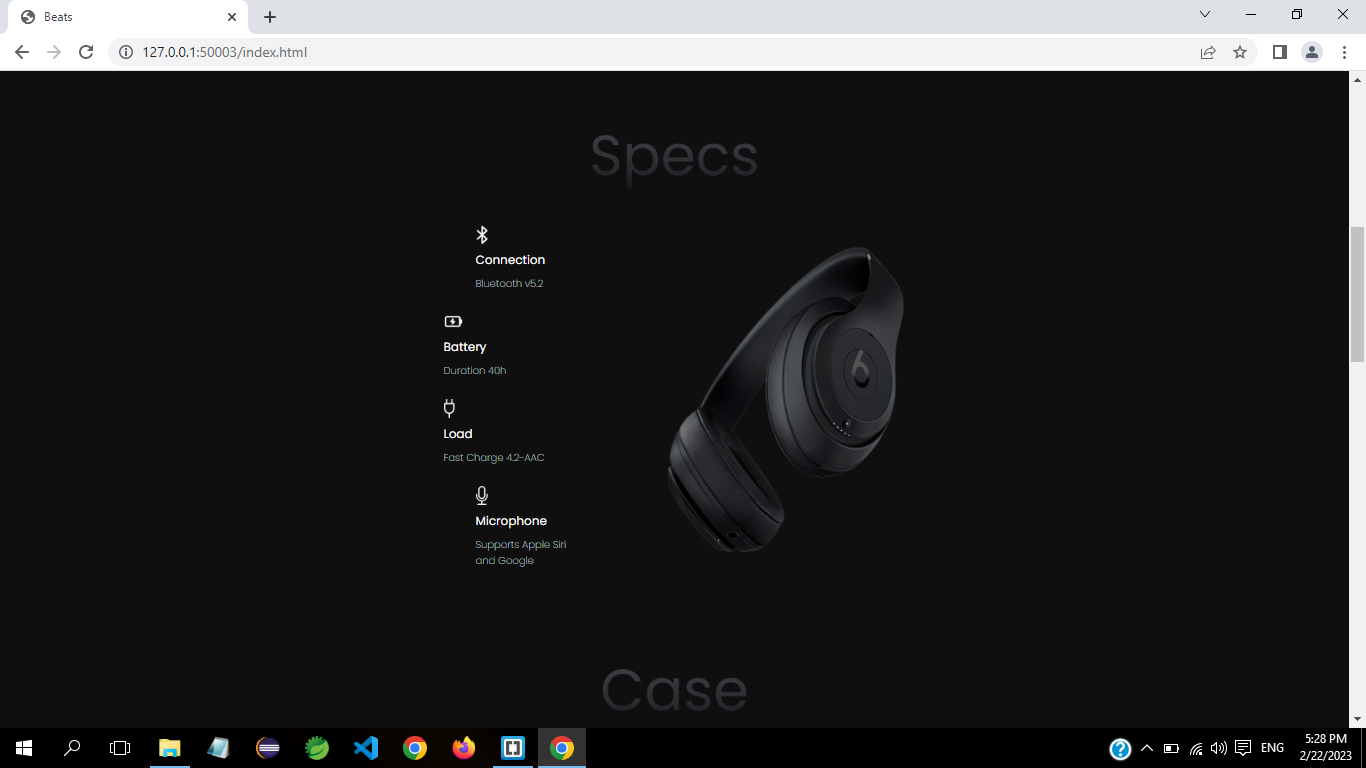 Beats
127.0.0.1:50003/index.html
Specs
Connection
Bluetooth v5.2
Battery
Duration 40h
Load
Fast Charge 4.2-AAC
Microphone
Supports Apple Siri
and Google
Case
ENG
5:28 PM
2/22/2023